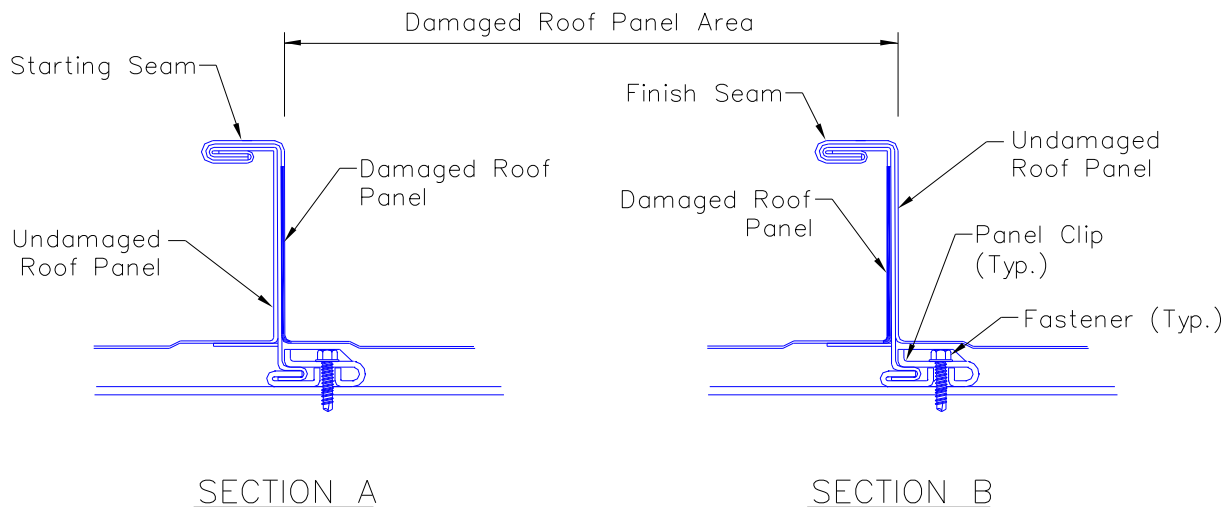 Damaged Roof Panel Area
Starting Seam
Damaged Roof
Panel
Undamaged
Roof Panel
Finish Seam
Undamaged
Roof Panel
Damaged Roof
Panel
Panel Clip
(Typ.)
Fastener (Typ.)
SECTION A
SECTION B